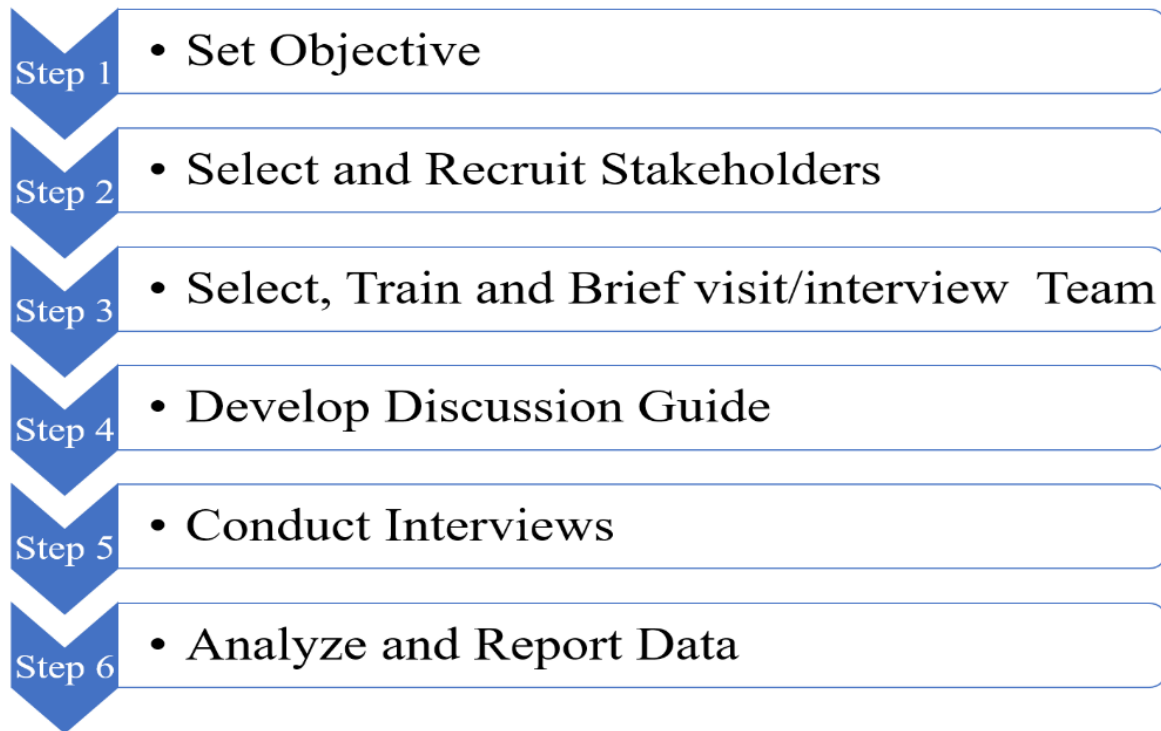 Step 1
• Set Objective
Step 2
• Select and Recruit Stakeholders
Step 3
• Select, Train and Brief visit/interview  Team
Step 4
• Develop Discussion Guide
Step 5
• Conduct Interviews
Step 6
• Analyze and Report Data